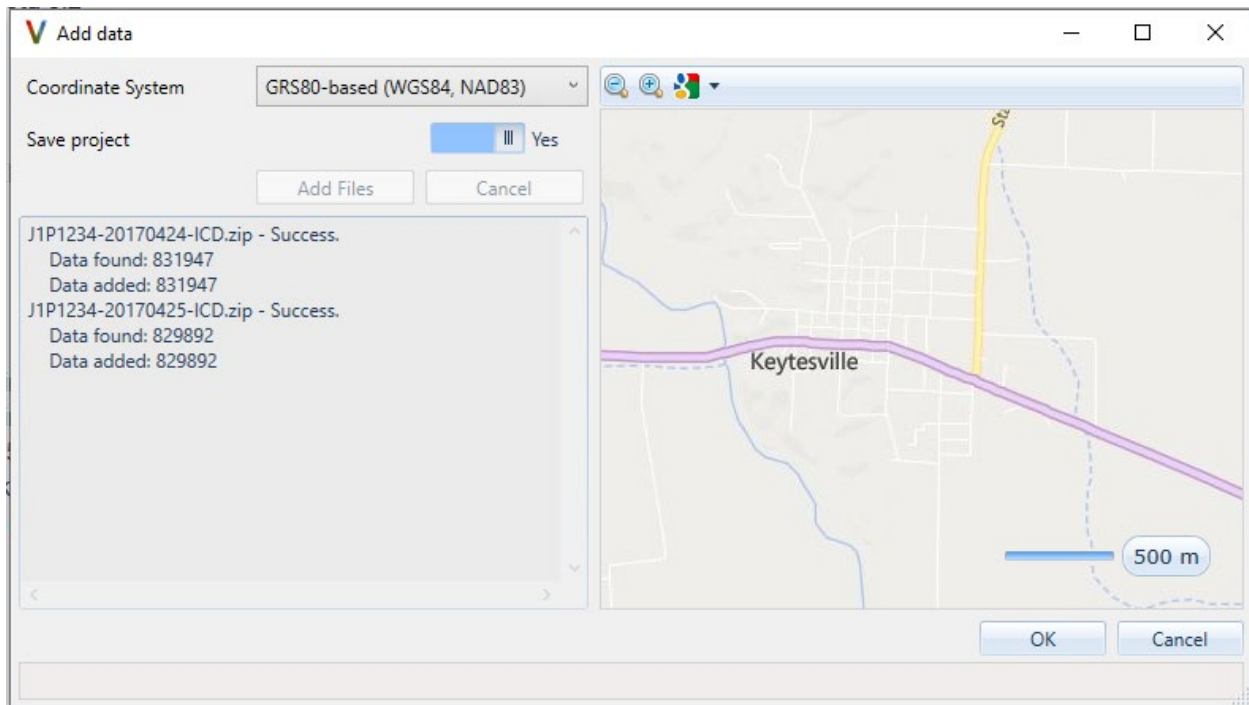 Add data
Coordinate System
GRS80-based (WGS84, NAD83)
Save project
Yes
Add Files
Cancel
J1P1234-20170424-ICD.zip - Success.
Data found: 831947
Data added: 831947
J1P1234-20170425-ICD.zip - Success.
Data found: 829892
Data added: 829892
Keytesville
500 m
OK
Cancel